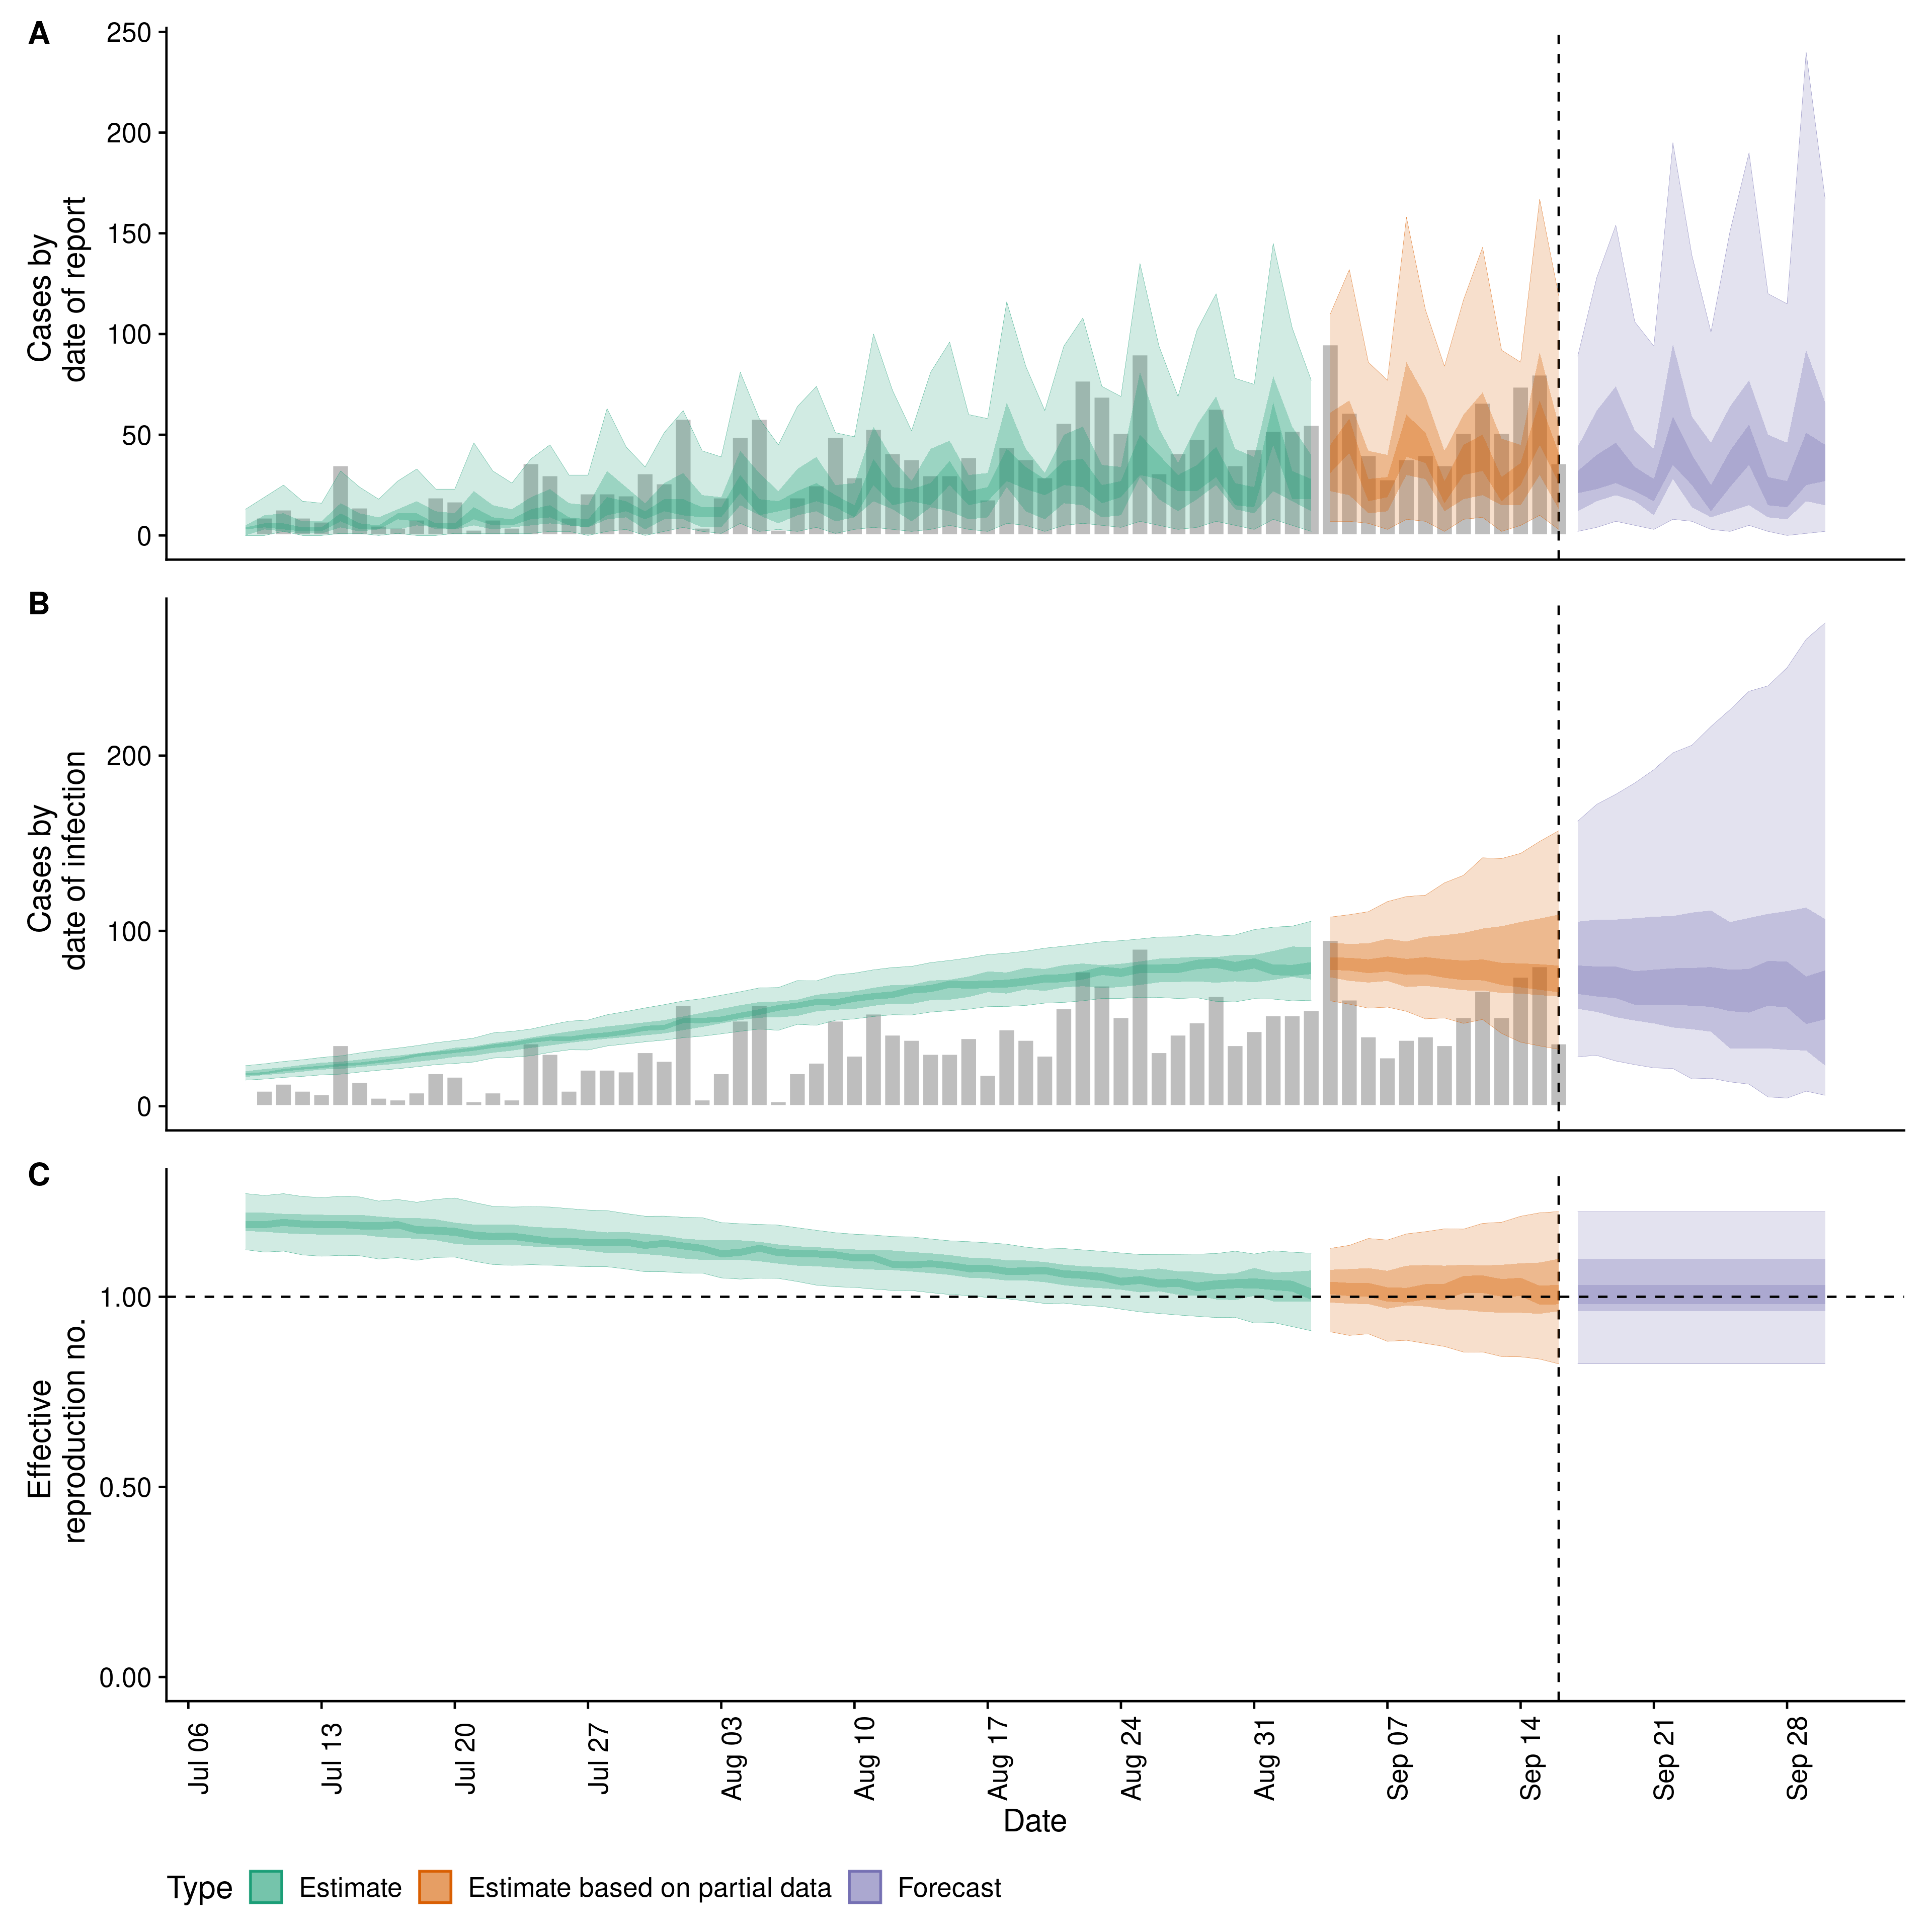 A
250
200
150
100
50
0
Cases by
date of report
B
200
100
0
Cases by
date of infection
C
1.00
0.50
0.00
Effective
reproduction no.
Jul 06
Jul 13
Jul 20
Jul 27
Aug 03
Aug 10
Aug 17
Aug 24
Aug 31
Sep 07
Sep 14
Sep 21
Sep 28
Date
Type Estimate Estimate based on partial data Forecast